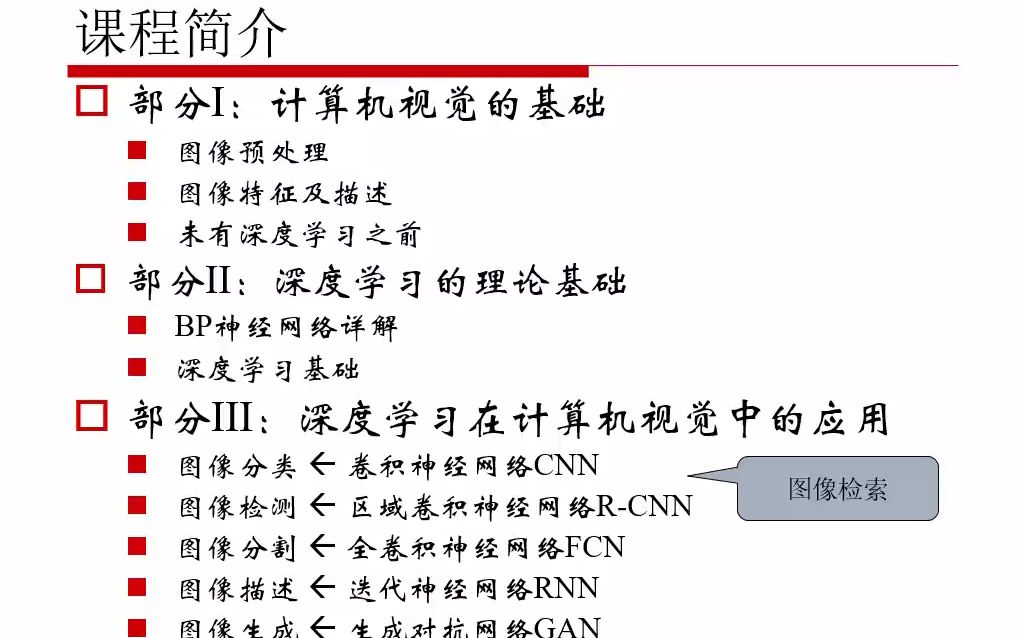 课程简介
部分I：计算机视觉的基础
图像预处理
图像特征及描述
未有深度学习之前
部分II：深度学习的理论基础
BP神经网络详解
深度学习基础
部分III：深度学习在计算机视觉中的应用
图像分类 ← 卷积神经网络CNN
图像检索
图像检测 ← 区域卷积神经网络R-CNN
图像分割 ← 全卷积神经网络FCN
图像描述 ← 迭代神经网络RNN
图像生成 ← 生成对抗网络GAN